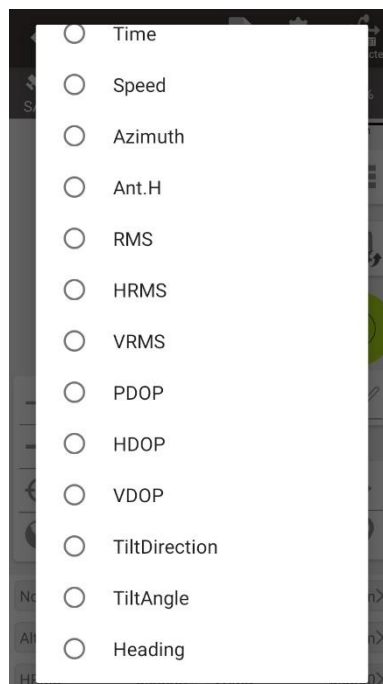 Time
Speed
Azimuth
Ant.H
RMS
HRMS
VRMS
PDOP
HDOP
VDOP
TiltDirection
TiltAngle
Heading